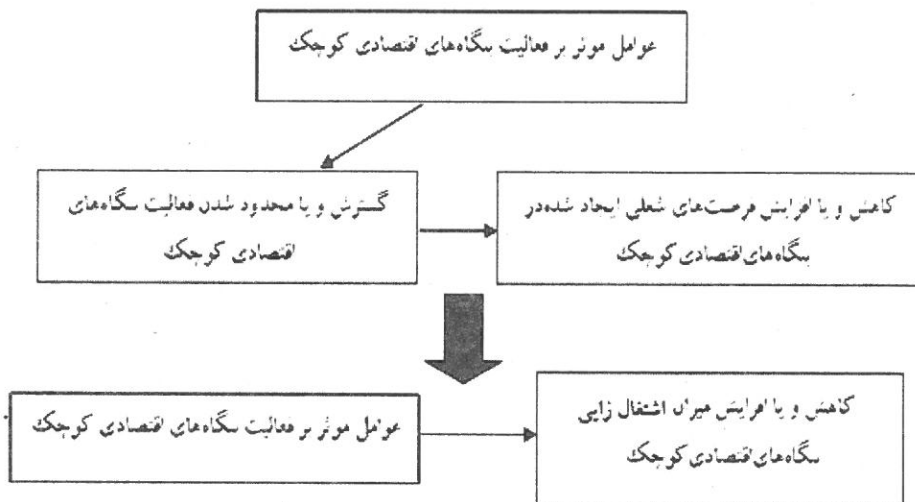 عوامل موثر بر فعالیت بنگاه‌های اقتصادی کوچک
گسترش و یا محدود شدن فعالیت بنگاه‌های
اقتصادی کوچک
کاهش و یا افزایش فرصت‌های شغلی ایجاد شده در
بنگاه‌های اقتصادی کوچک
عوامل موثر بر فعالیت بنگاه‌های اقتصادی کوچک
کاهش و یا افزایش میزان اشتغال زایی
بنگاه‌های اقتصادی کوچک